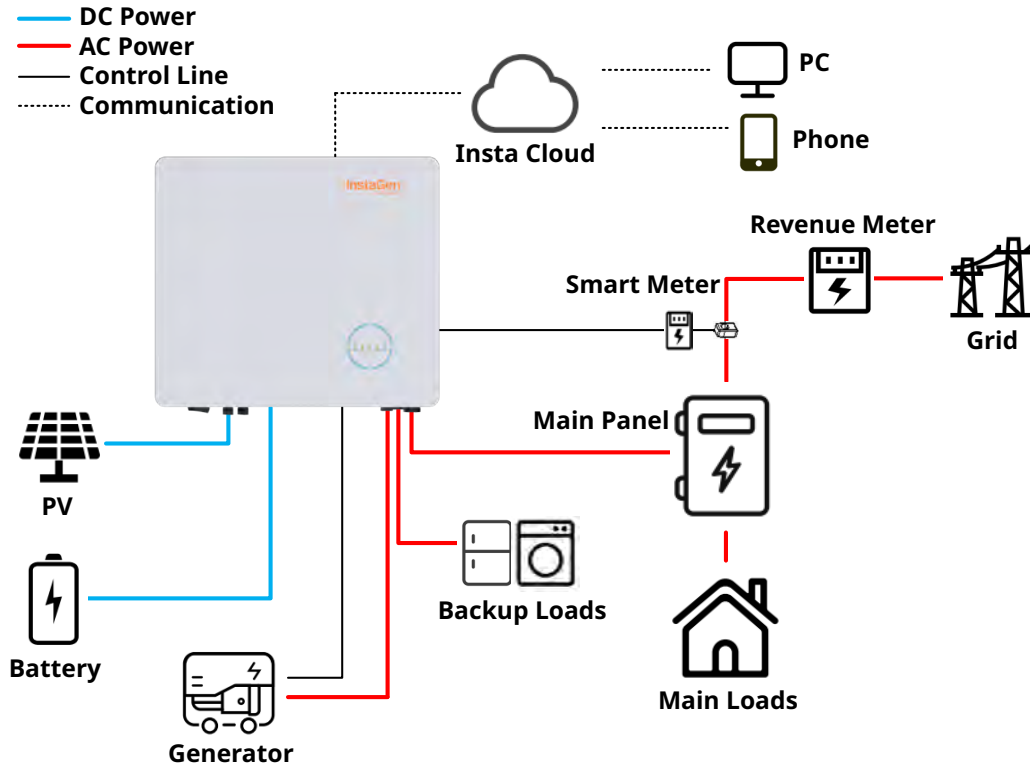 DC Power
AC Power
Control Line
Communication
PC
Insta Cloud
Phone
InstaGen
Revenue Meter
Smart Meter
Grid
Main Panel
PV
Backup Loads
Battery
Main Loads
Generator